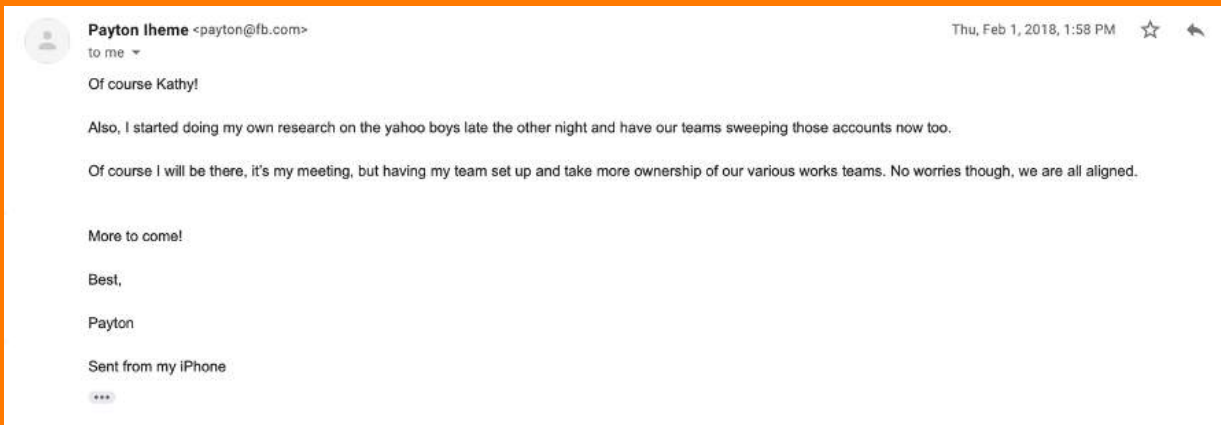 Payton Iheme <payton@fb.com>
Thu, Feb 1, 2018, 1:58 PM
to me
Of course Kathy!
Also, I started doing my own research on the yahoo boys late the other night and have our teams sweeping those accounts now too.
Of course I will be there, it's my meeting, but having my team set up and take more ownership of our various works teams. No worries though, we are all aligned.
More to come!
Best,
Payton
Sent from my iPhone